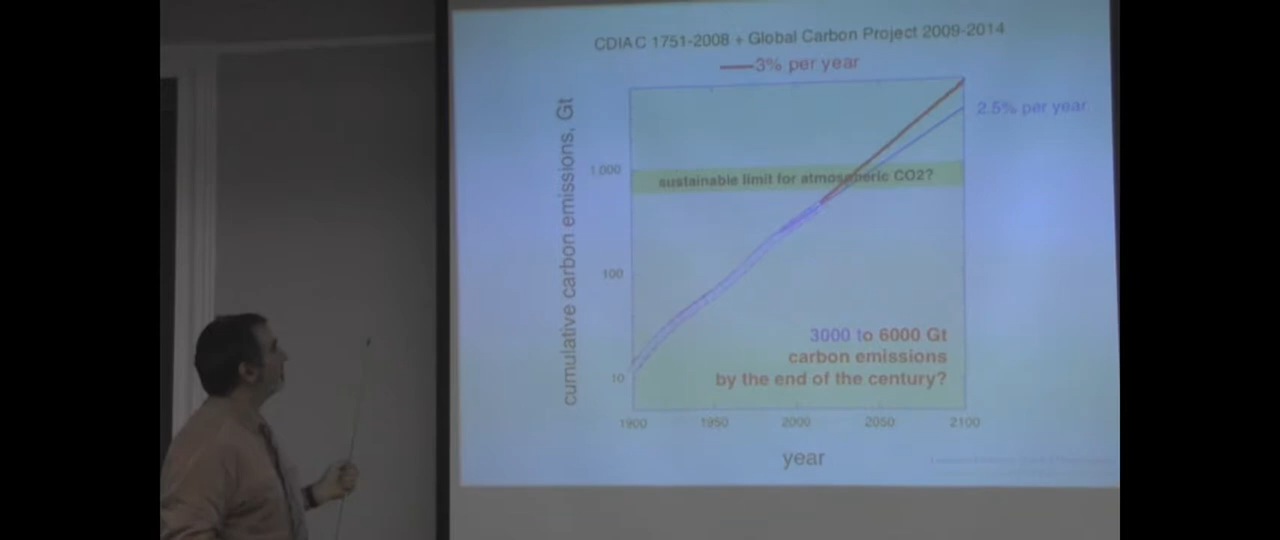 CDIAC 1751-2008 + Global Carbon Project 2009-2014
3% per year
2.5% per year
cumulative carbon emissions, Gt
1 000
sustainable limit for atmospheric CO2?
100
3000 to 6000 Gt
carbon emissions
by the end of the century?
10
1900 1950 2000 2050 2100
year